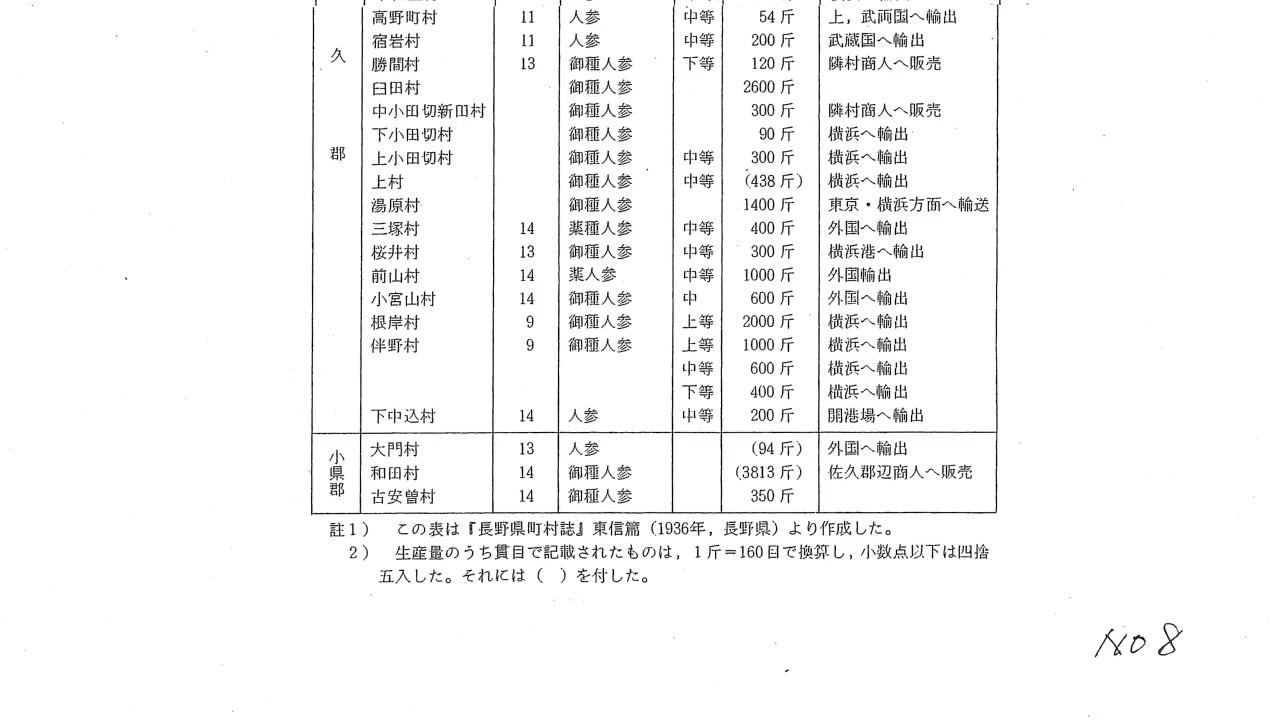 高野町村 11 人参 中等 54斤 上，武両国へ輸出
宿岩村 11 人参 中等 200斤 武蔵国へ輸出
久
勝間村 13 御種人参 下等 120斤 隣村商人へ販売
臼田村 御種人参 2600斤
中小田切新田村 御種人参 300斤 隣村商人へ販売
下小田切村 御種人参 90斤 横浜へ輸出
郡
上小田切村 御種人参 中等 300斤 横浜へ輸出
上村 御種人参 中等 (438斤) 横浜へ輸出
湯原村 御種人参 1400斤 東京・横浜方面へ輸送
三塚村 14 薬種人参 中等 400斤 外国へ輸出
桜井村 13 御種人参 中等 300斤 横浜港へ輸出
前山村 14 薬人参 中等 1000斤 外国輸出
小宮山村 14 御種人参 中 600斤 外国へ輸出
根岸村 9 御種人参 上等 2000斤 横浜へ輸出
伴野村 9 御種人参 上等 1000斤 横浜へ輸出
中等 600斤 横浜へ輸出
下等 400斤 横浜へ輸出
下中込村 14 人参 中等 200斤 開港場へ輸出
小県郡
大門村 13 人参 (94斤) 外国へ輸出
和田村 14 御種人参 (3813斤) 佐久郡辺商人へ販売
古安曽村 14 御種人参 350斤
註1） この表は『長野県町村誌』東信篇（1936年，長野県）より作成した。
2） 生産量のうち貫目で記載されたものは，1斤＝160目で換算し，小数点以下は四捨
五入した。それには（ ）を付した。
No 8